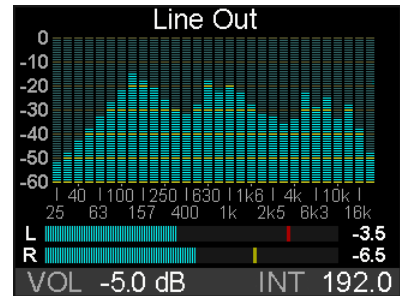 Line Out
0
-10
-20
-30
-40
-50
-60
40 100 250 630 1k6 4k 10k
25 63 157 400 1k 2k5 6k3 16k
L -3.5
R -6.5
VOL -5.0 dB INT 192.0